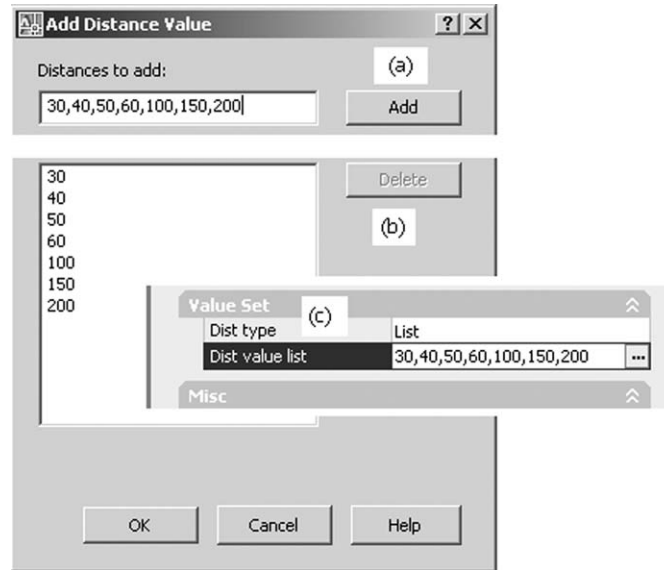 Add Distance Value
Distances to add:
(a)
30,40,50,60,100,150,200
Add
30
40
50
60
100
150
200
Delete
(b)
Value Set
(c)
Dist type List
Dist value list 30,40,50,60,100,150,200 ...
Misc
OK Cancel Help